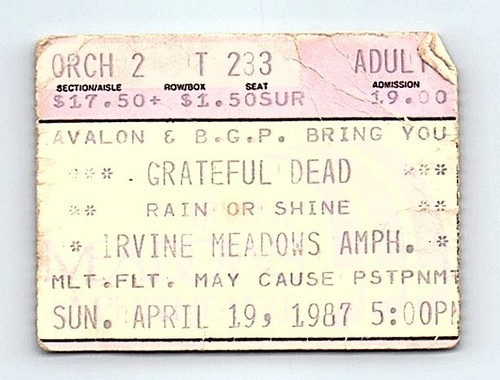 ORCH 2 T 233 ADULT
SECTION/AISLE ROW/BOX SEAT ADMISSION
$17.50+ $1.50SUR 19.00
AVALON & B.G.P. BRING YOU
*** GRATEFUL DEAD ***
** RAIN OR SHINE **
* IRVINE MEADOWS AMPH. *
MLT.FLT. MAY CAUSE PSTPNMT
SUN. APRIL 19, 1987 5:00PM